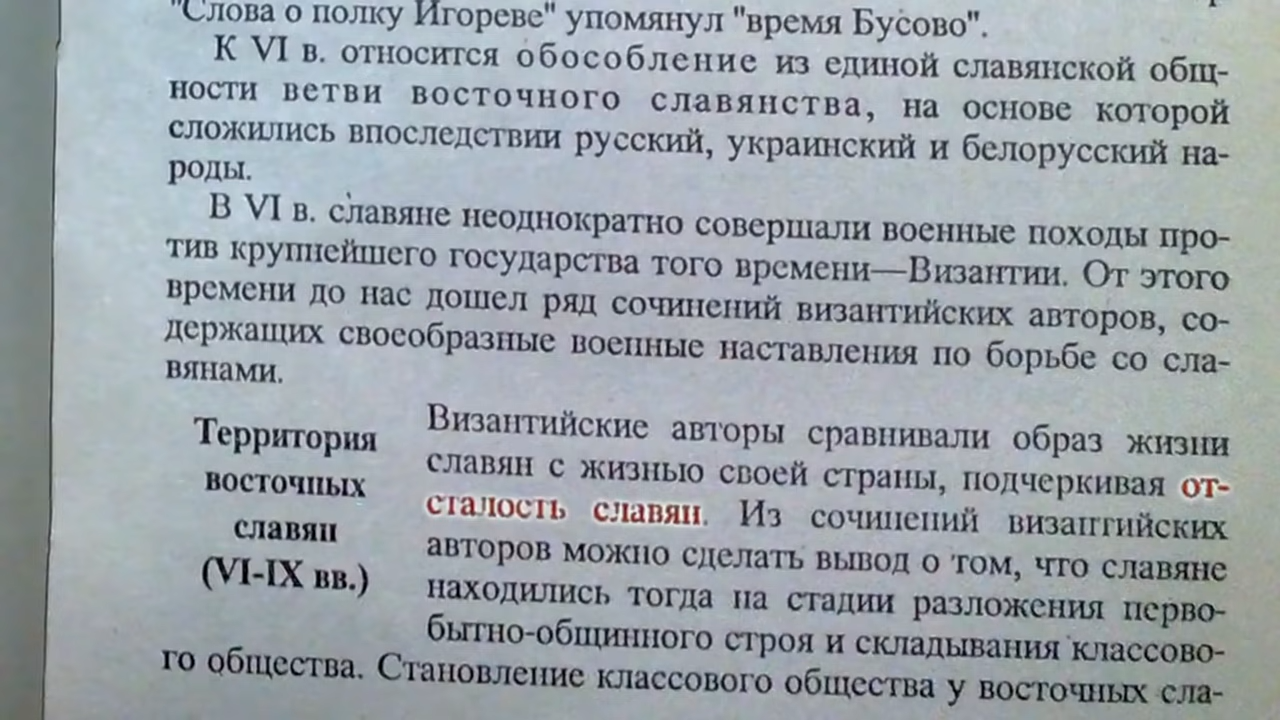 "Слова о полку Игореве" упомянул "время Бусово".
К VI в. относится обособление из единой славянской общ-
ности ветви восточного славянства, на основе которой
сложились впоследствии русский, украинский и белорусский на-
роды.
В VI в. славяне неоднократно совершали военные походы про-
тив крупнейшего государства того времени—Византии. От этого
времени до нас дошел ряд сочинений византийских авторов, со-
держащих своеобразные военные наставления по борьбе со сла-
вянами.
Территория
восточных
славян
(VI-IX вв.)
Византийские авторы сравнивали образ жизни
славян с жизнью своей страны, подчеркивая от-
сталость славян. Из сочинений византийских
авторов можно сделать вывод о том, что славяне
находились тогда на стадии разложения перво-
бытно-общинного строя и складывания классово-
го общества. Становление классового общества у восточных сла-